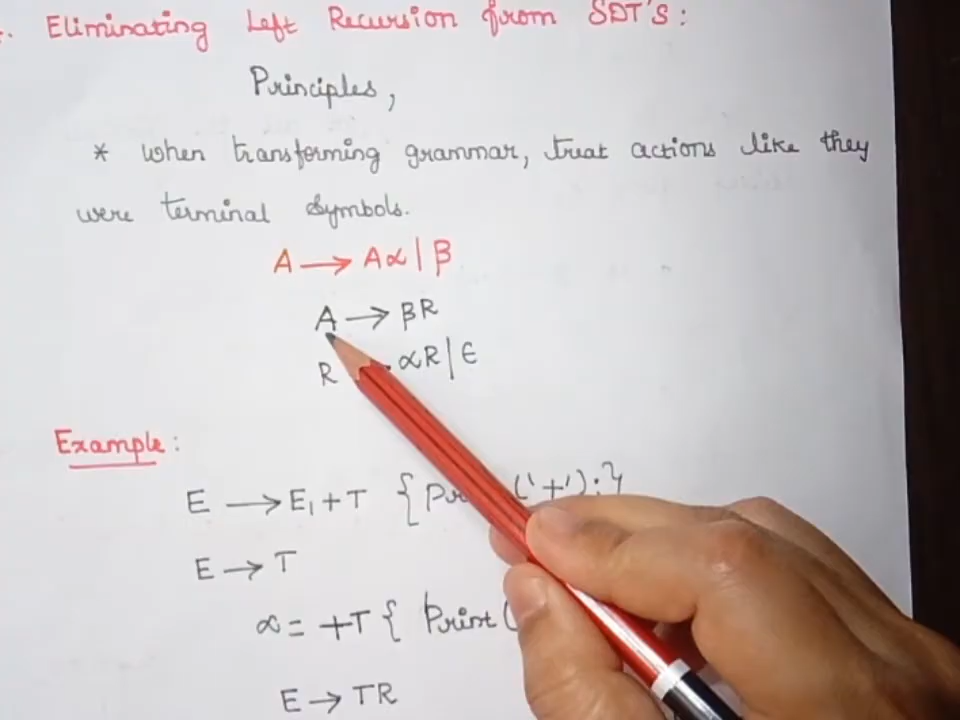 Eliminating Left Recursion from SDT'S:
Principles,
* when transforming grammar, treat actions like they
were terminal symbols.
A → Aα | β
A → βR
R αR | ε
Example:
E → E₁ + T { ('+'); }
E → T
α = +T { Print (
E → TR